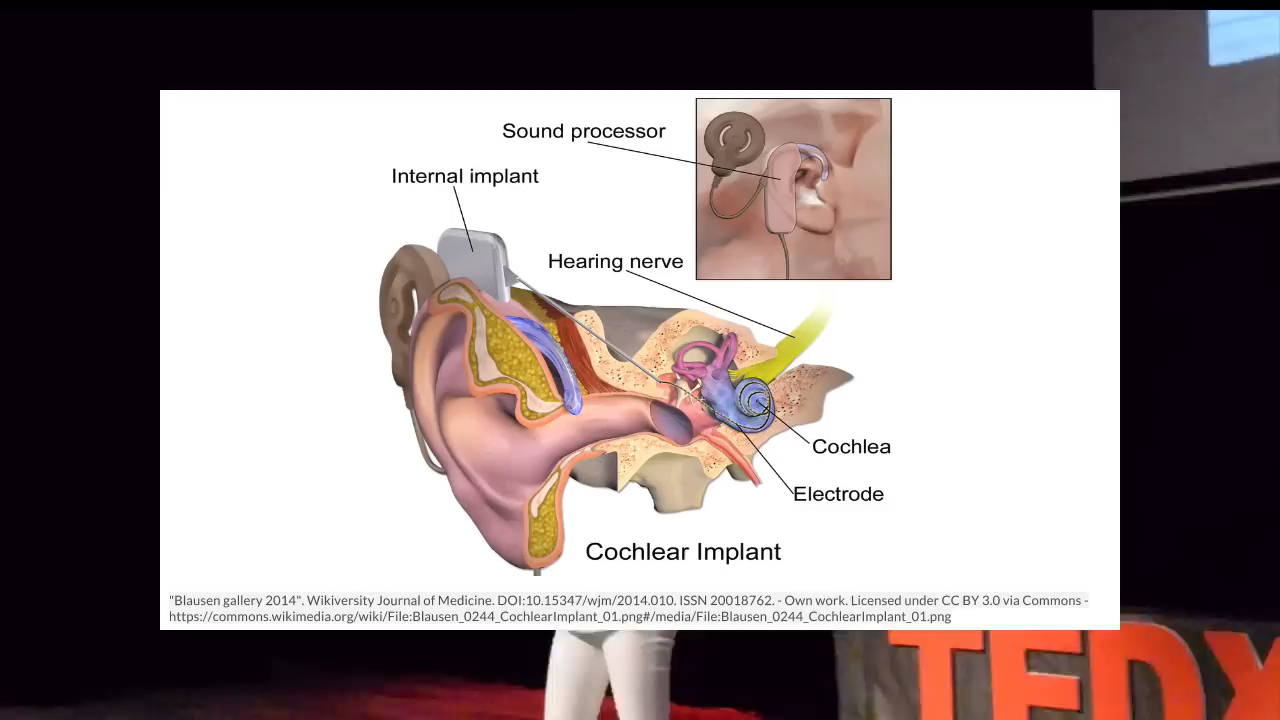 Sound processor
Internal implant
Hearing nerve
Cochlea
Electrode
Cochlear Implant
"Blausen gallery 2014". Wikiversity Journal of Medicine. DOI:10.15347/wjm/2014.010. ISSN 20018762. - Own work. Licensed under CC BY 3.0 via Commons -
https://commons.wikimedia.org/wiki/File:Blausen_0244_CochlearImplant_01.png#/media/File:Blausen_0244_CochlearImplant_01.png
TEDX